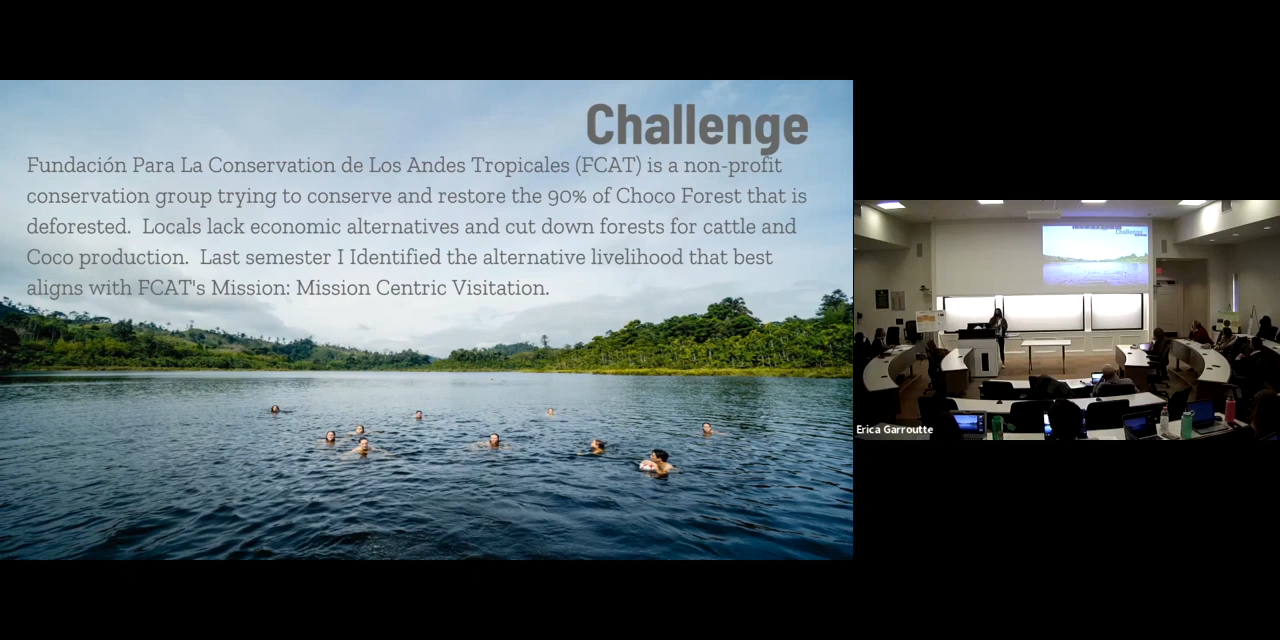 Challenge
Fundación Para La Conservation de Los Andes Tropicales (FCAT) is a non-profit
conservation group trying to conserve and restore the 90% of Choco Forest that is
deforested.  Locals lack economic alternatives and cut down forests for cattle and
Coco production.  Last semester I Identified the alternative livelihood that best
aligns with FCAT's Mission: Mission Centric Visitation.
Challenge
Erica Garroutte